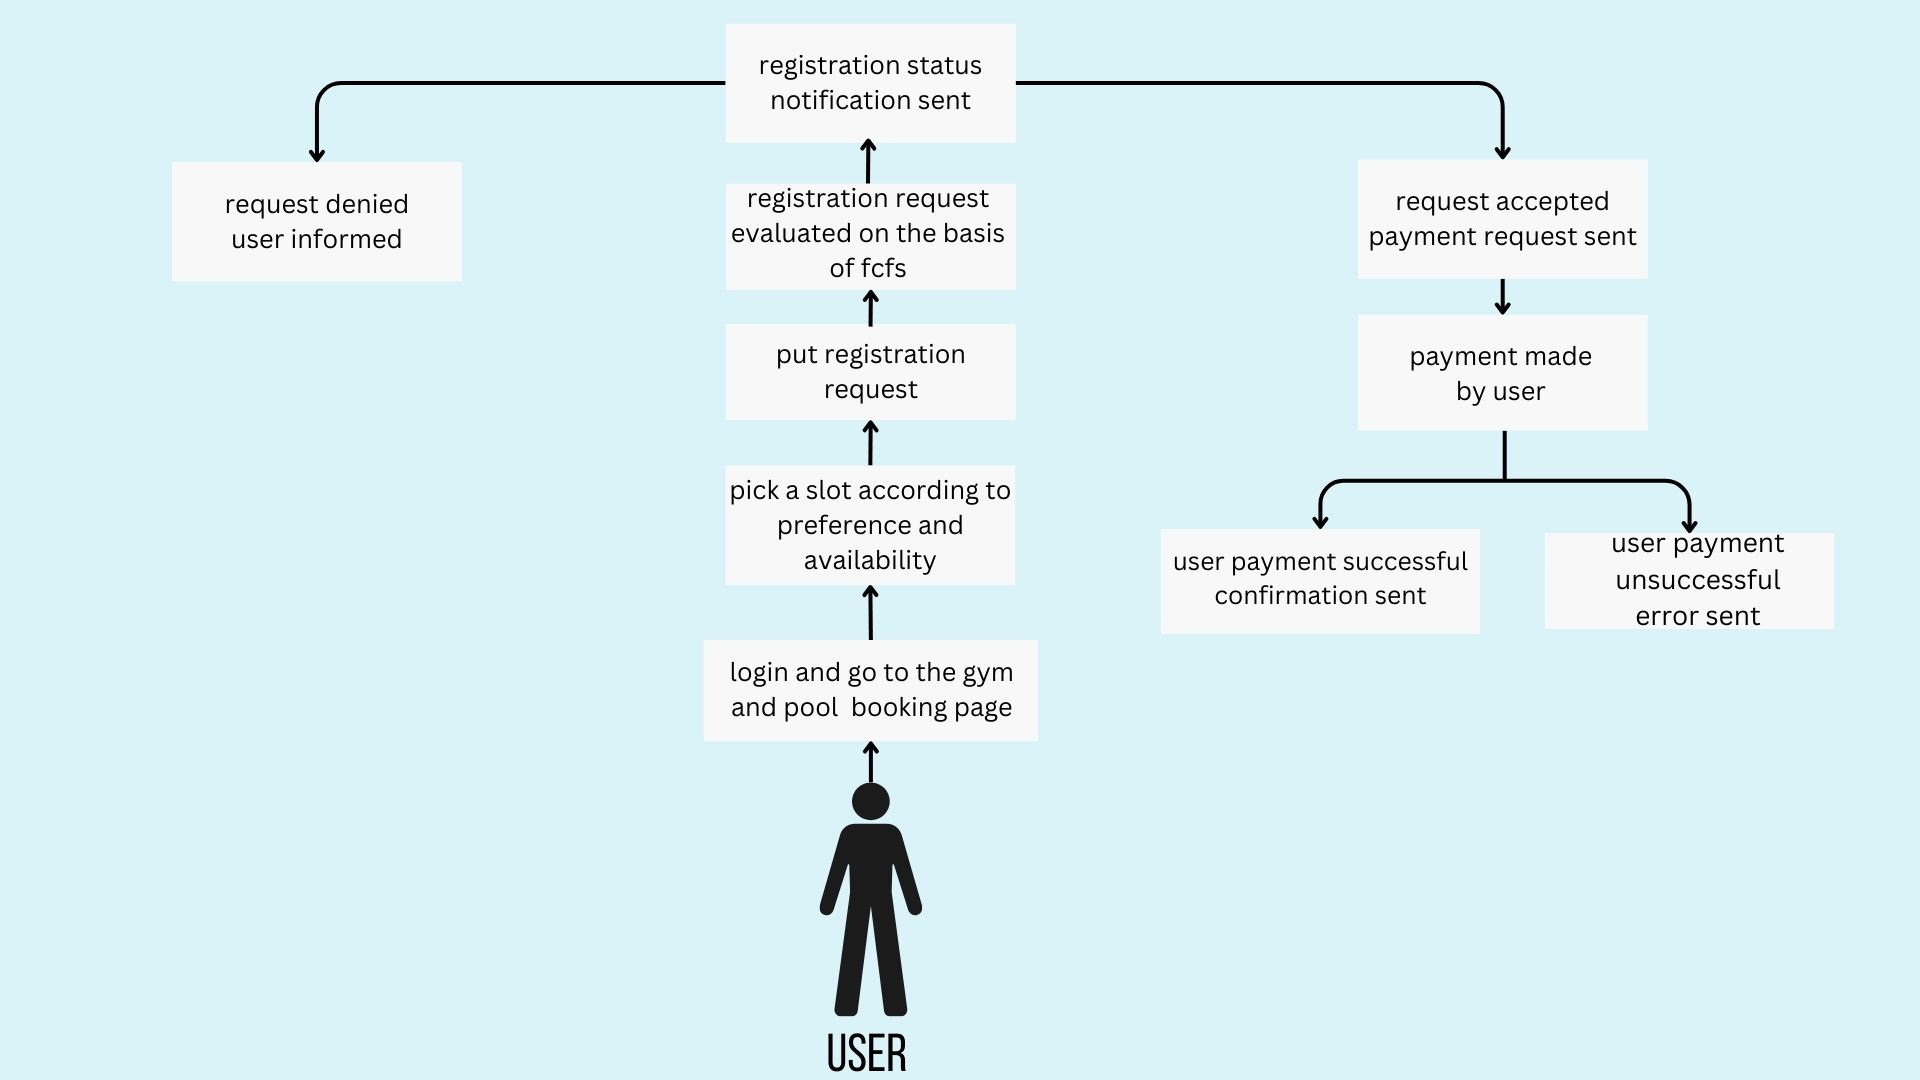 registration status
notification sent
request denied
user informed
registration request
evaluated on the basis
of fcfs
request accepted
payment request sent
put registration
request
payment made
by user
pick a slot according to
preference and
availability
user payment successful
confirmation sent
user payment
unsuccessful
error sent
login and go to the gym
and pool  booking page
USER